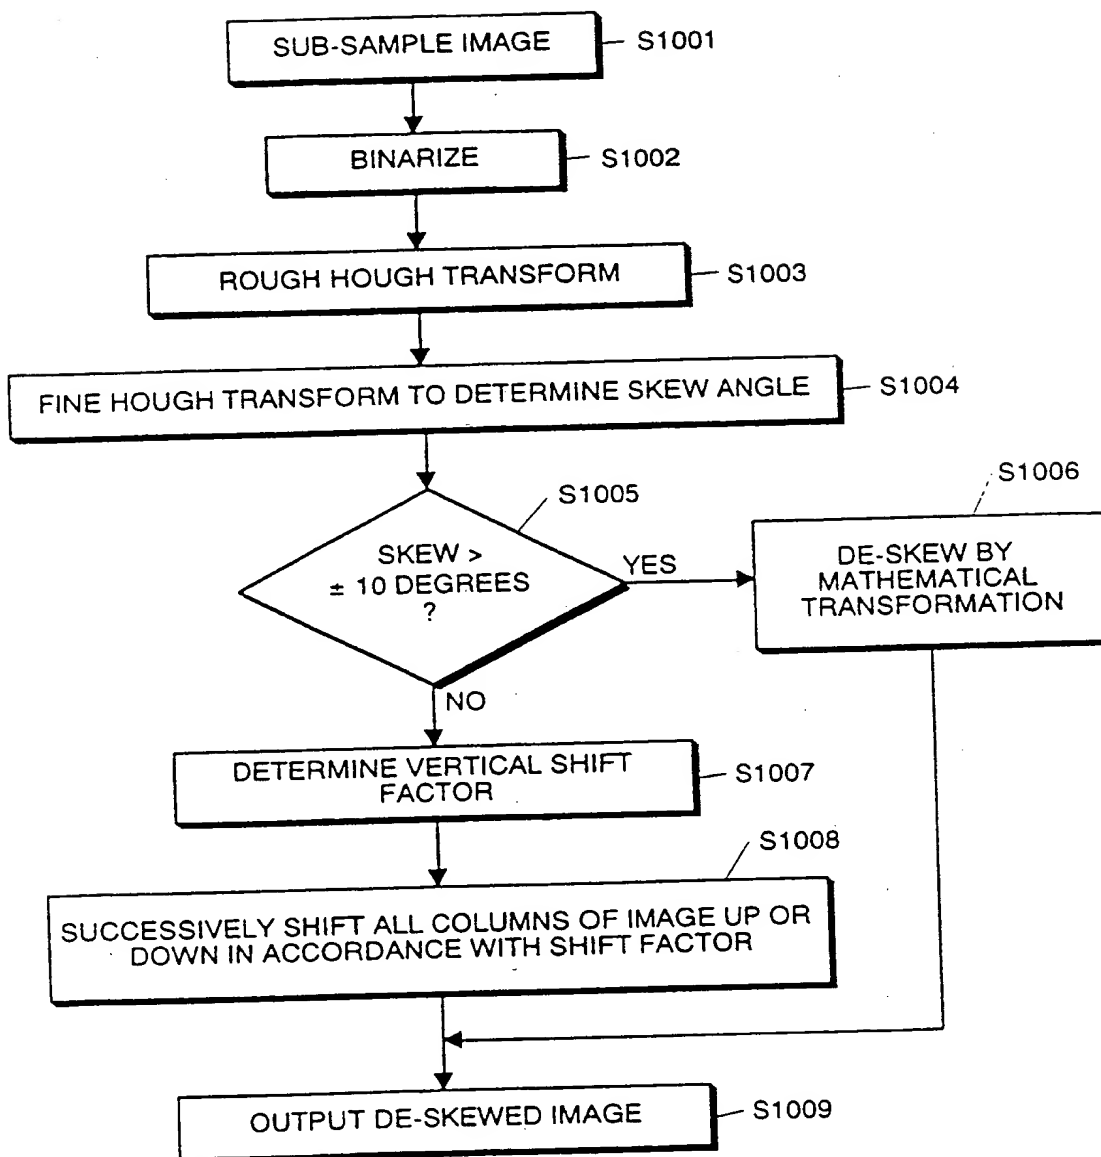 SUB-SAMPLE IMAGE
S1001
BINARIZE
S1002
ROUGH HOUGH TRANSFORM
S1003
FINE HOUGH TRANSFORM TO DETERMINE SKEW ANGLE
S1004
S1005
SKEW >
± 10 DEGREES
?
YES
NO
S1006
DE-SKEW BY
MATHEMATICAL
TRANSFORMATION
DETERMINE VERTICAL SHIFT
FACTOR
S1007
S1008
SUCCESSIVELY SHIFT ALL COLUMNS OF IMAGE UP OR
DOWN IN ACCORDANCE WITH SHIFT FACTOR
OUTPUT DE-SKEWED IMAGE
S1009